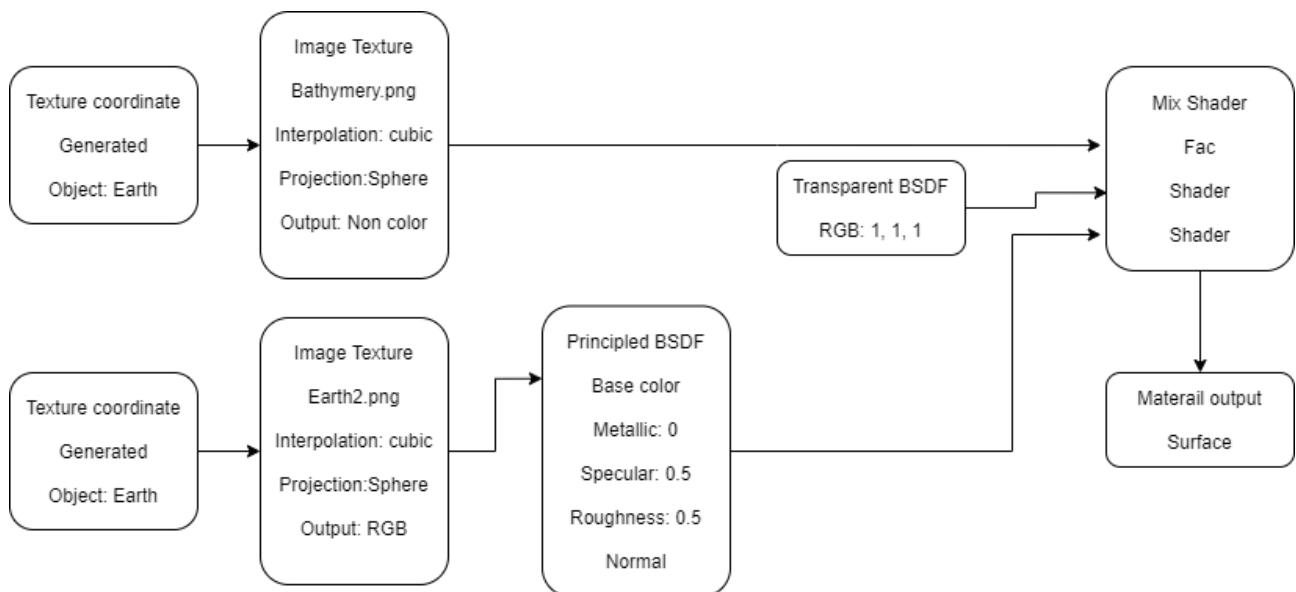 Texture coordinate
Generated
Object: Earth
Image Texture
Bathymery.png
Interpolation: cubic
Projection:Sphere
Output: Non color
Transparent BSDF
RGB: 1, 1, 1
Mix Shader
Fac
Shader
Shader
Texture coordinate
Generated
Object: Earth
Image Texture
Earth2.png
Interpolation: cubic
Projection:Sphere
Output: RGB
Principled BSDF
Base color
Metallic: 0
Specular: 0.5
Roughness: 0.5
Normal
Materail output
Surface